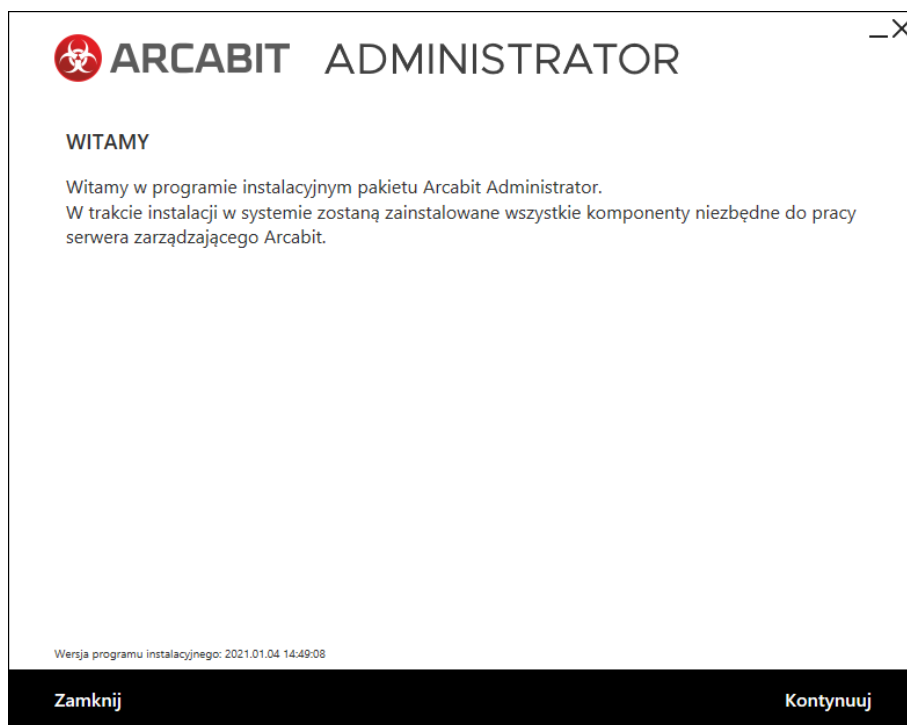 ARCABIT ADMINISTRATOR
WITAMY
Witamy w programie instalacyjnym pakietu Arcabit Administrator.
W trakcie instalacji w systemie zostaną zainstalowane wszystkie komponenty niezbędne do pracy
serwera zarządzającego Arcabit.
Wersja programu instalacyjnego: 2021.01.04 14:49:08
Zamknij Kontynuuj